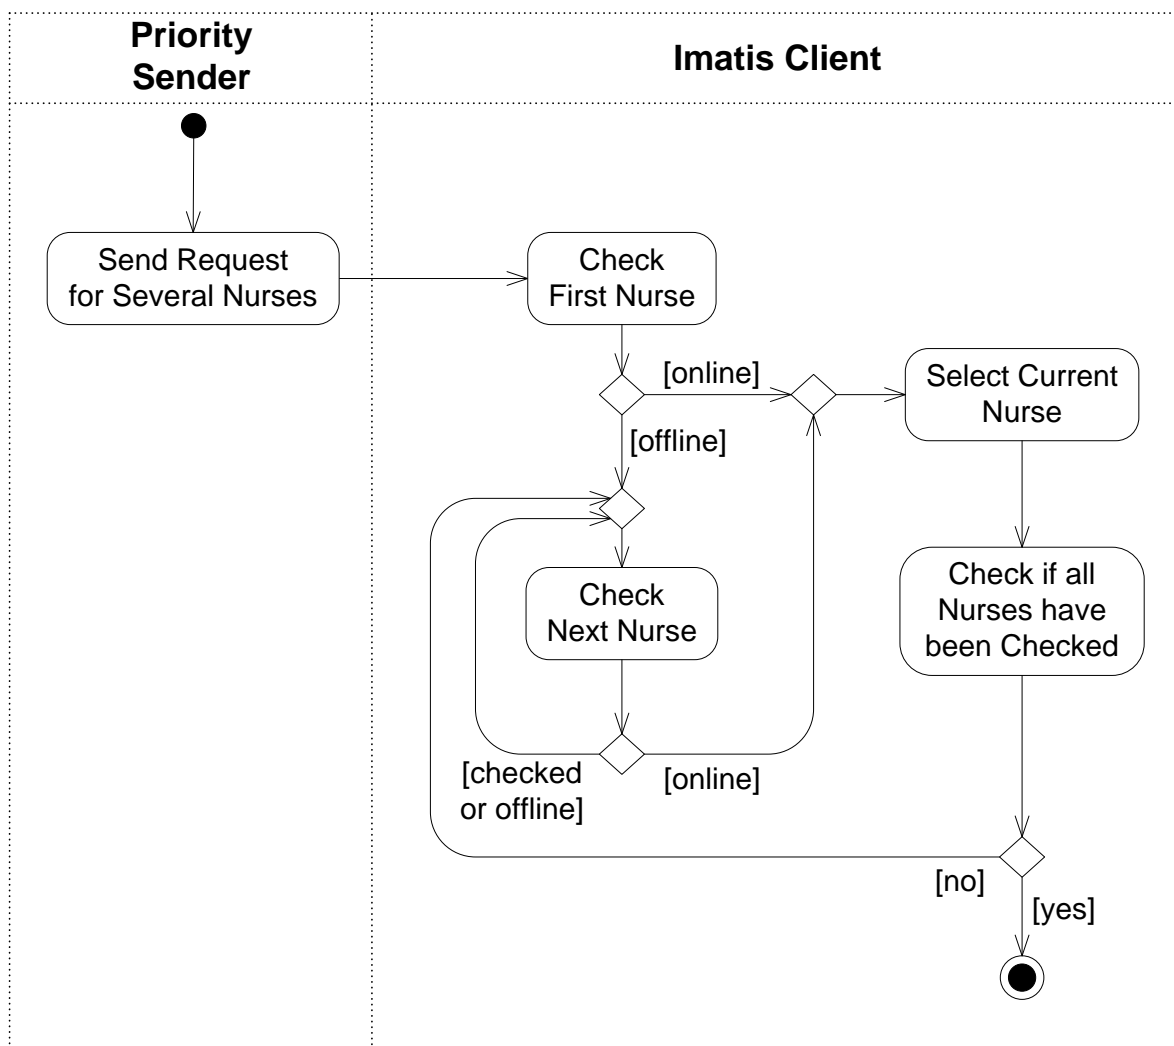 Priority
Sender
Imatis Client
Send Request
for Several Nurses
Check
First Nurse
[online]
Select Current
Nurse
[offline]
Check
Next Nurse
Check if all
Nurses have
been Checked
[checked
or offline]
[online]
[no]
[yes]